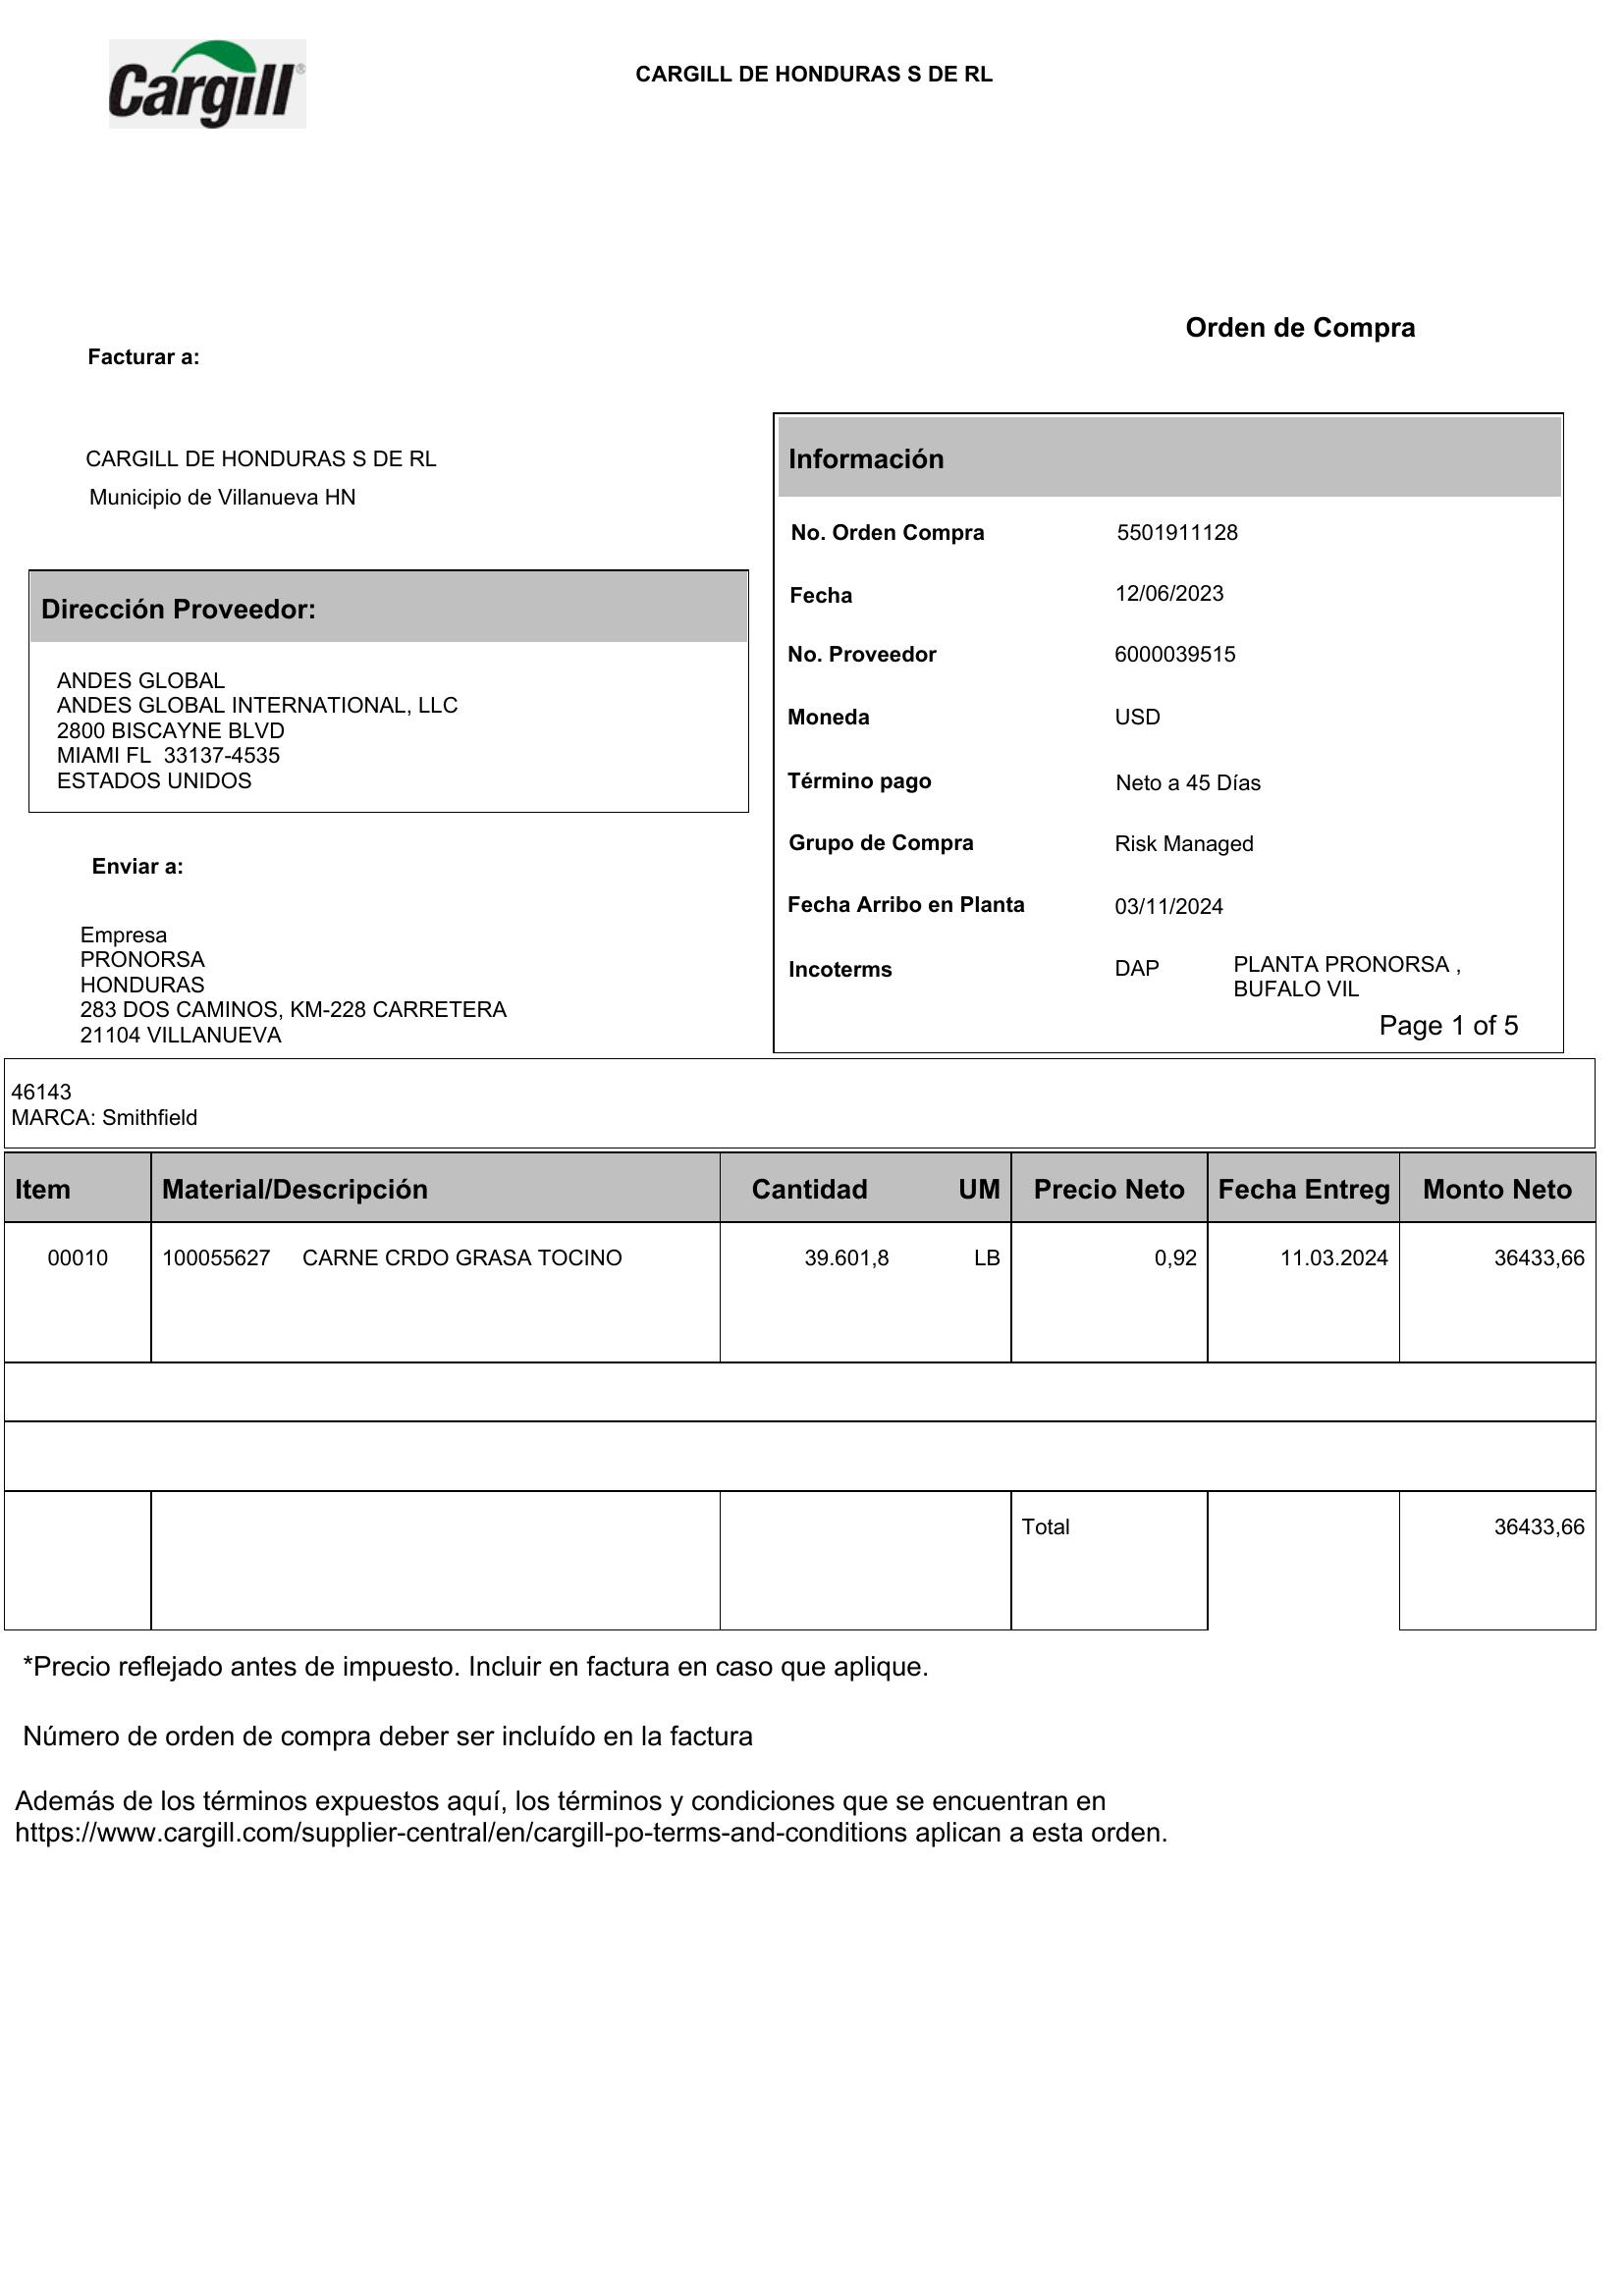 Cargill®
CARGILL DE HONDURAS S DE RL
Orden de Compra
Facturar a:
CARGILL DE HONDURAS S DE RL
Municipio de Villanueva HN
Dirección Proveedor:
ANDES GLOBAL
ANDES GLOBAL INTERNATIONAL, LLC
2800 BISCAYNE BLVD
MIAMI FL  33137-4535
ESTADOS UNIDOS
Enviar a:
Empresa
PRONORSA
HONDURAS
283 DOS CAMINOS, KM-228 CARRETERA
21104 VILLANUEVA
Información
No. Orden Compra 5501911128
Fecha 12/06/2023
No. Proveedor 6000039515
Moneda USD
Término pago Neto a 45 Días
Grupo de Compra Risk Managed
Fecha Arribo en Planta 03/11/2024
Incoterms DAP PLANTA PRONORSA ,
BUFALO VIL
Page 1 of 5
46143
MARCA: Smithfield
Item Material/Descripción Cantidad UM Precio Neto Fecha Entreg Monto Neto
00010 100055627 CARNE CRDO GRASA TOCINO 39.601,8 LB 0,92 11.03.2024 36433,66
Total 36433,66
*Precio reflejado antes de impuesto. Incluir en factura en caso que aplique.
Número de orden de compra deber ser incluído en la factura
Además de los términos expuestos aquí, los términos y condiciones que se encuentran en
https://www.cargill.com/supplier-central/en/cargill-po-terms-and-conditions aplican a esta orden.